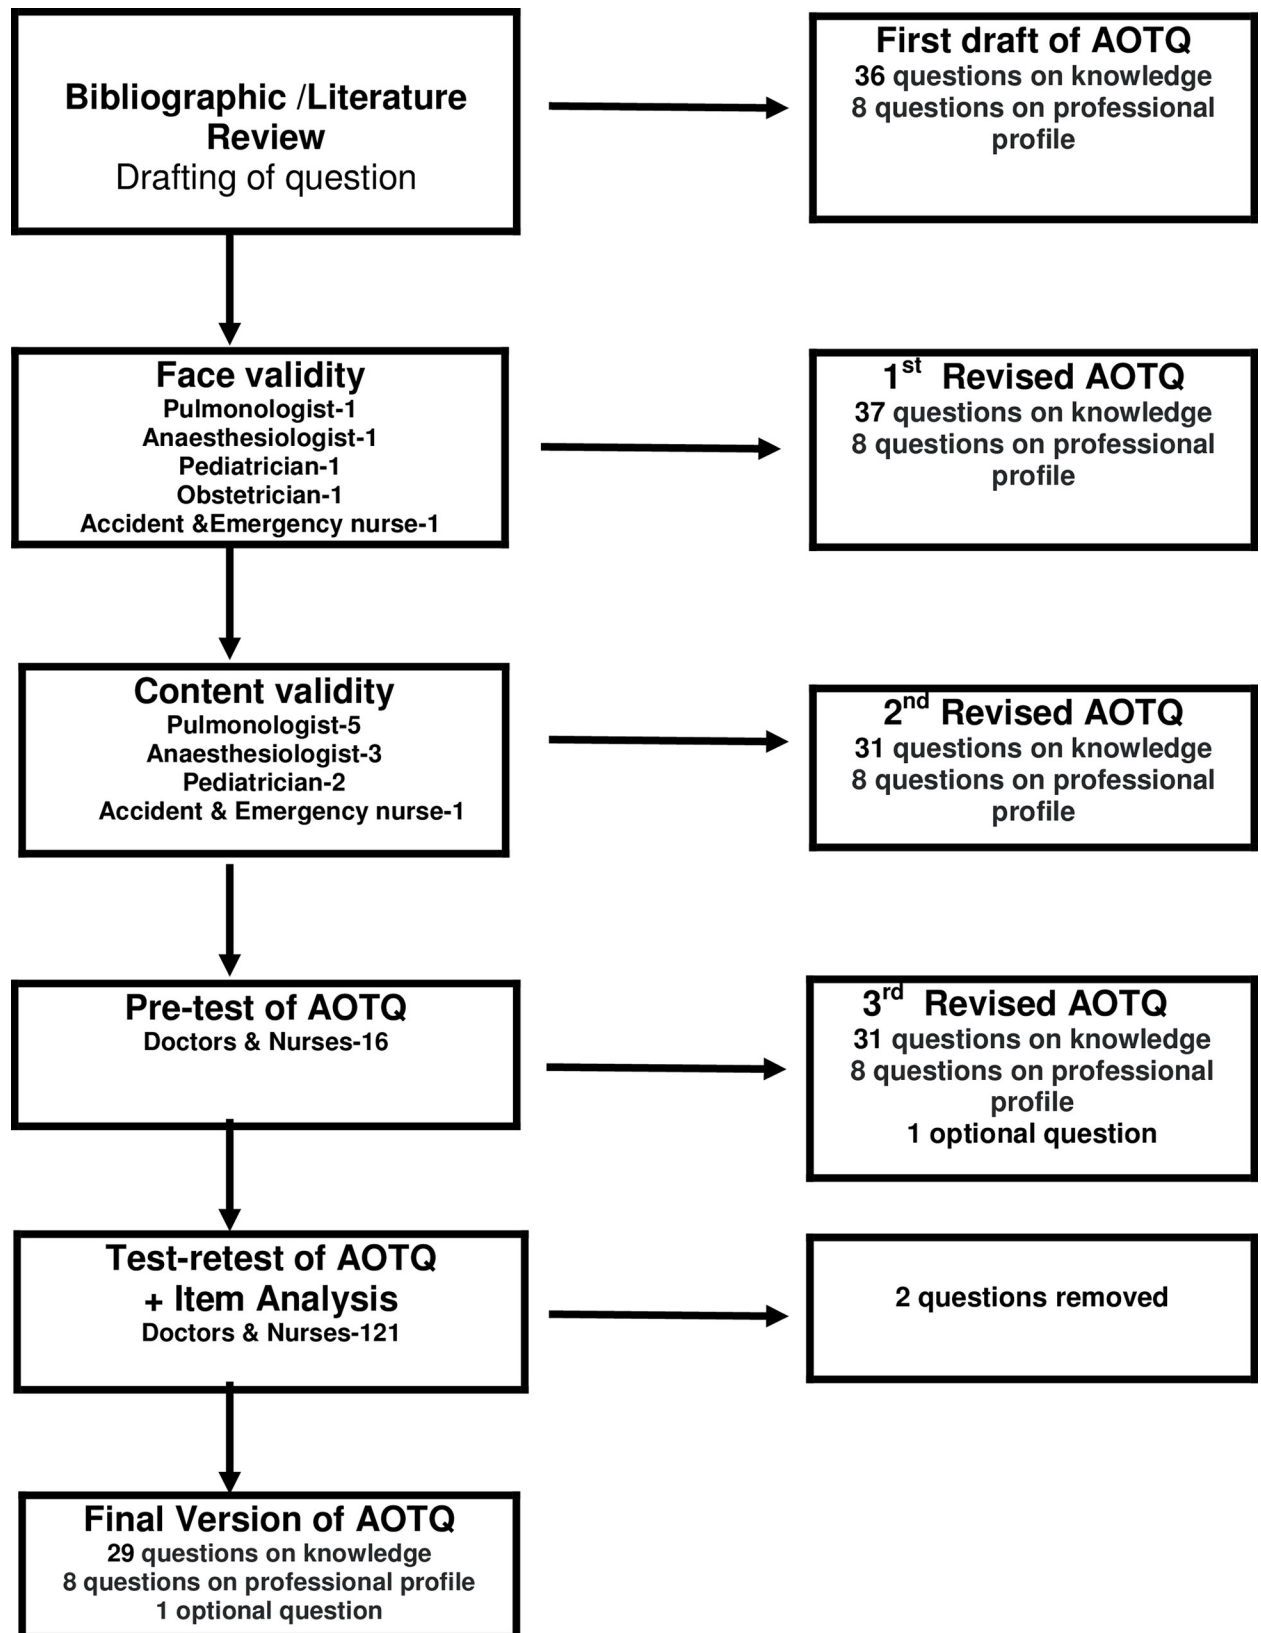 Bibliographic /Literature
Review
Drafting of question
First draft of AOTQ
36 questions on knowledge
8 questions on professional
profile
Face validity
Pulmonologist-1
Anaesthesiologist-1
Pediatrician-1
Obstetrician-1
Accident &Emergency nurse-1
1st Revised AOTQ
37 questions on knowledge
8 questions on professional
profile
Content validity
Pulmonologist-5
Anaesthesiologist-3
Pediatrician-2
Accident & Emergency nurse-1
2nd Revised AOTQ
31 questions on knowledge
8 questions on professional
profile
Pre-test of AOTQ
Doctors & Nurses-16
3rd Revised AOTQ
31 questions on knowledge
8 questions on professional
profile
1 optional question
Test-retest of AOTQ
+ Item Analysis
Doctors & Nurses-121
2 questions removed
Final Version of AOTQ
29 questions on knowledge
8 questions on professional profile
1 optional question